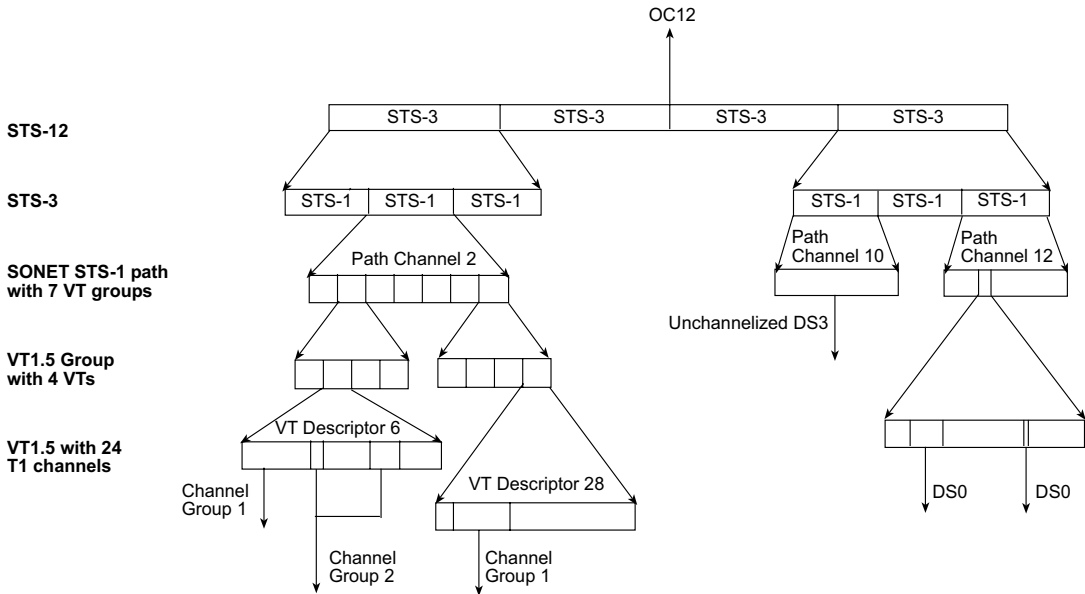 OC12
STS-12
STS-3 STS-3 STS-3 STS-3
STS-3
STS-1 STS-1 STS-1
STS-1 STS-1 STS-1
SONET STS-1 path
with 7 VT groups
Path Channel 2
Path
Channel 10
Path
Channel 12
Unchannelized DS3
VT1.5 Group
with 4 VTs
VT1.5 with 24
T1 channels
VT Descriptor 6
VT Descriptor 28
Channel
Group 1
Channel
Group 2
Channel
Group 1
DS0
DS0